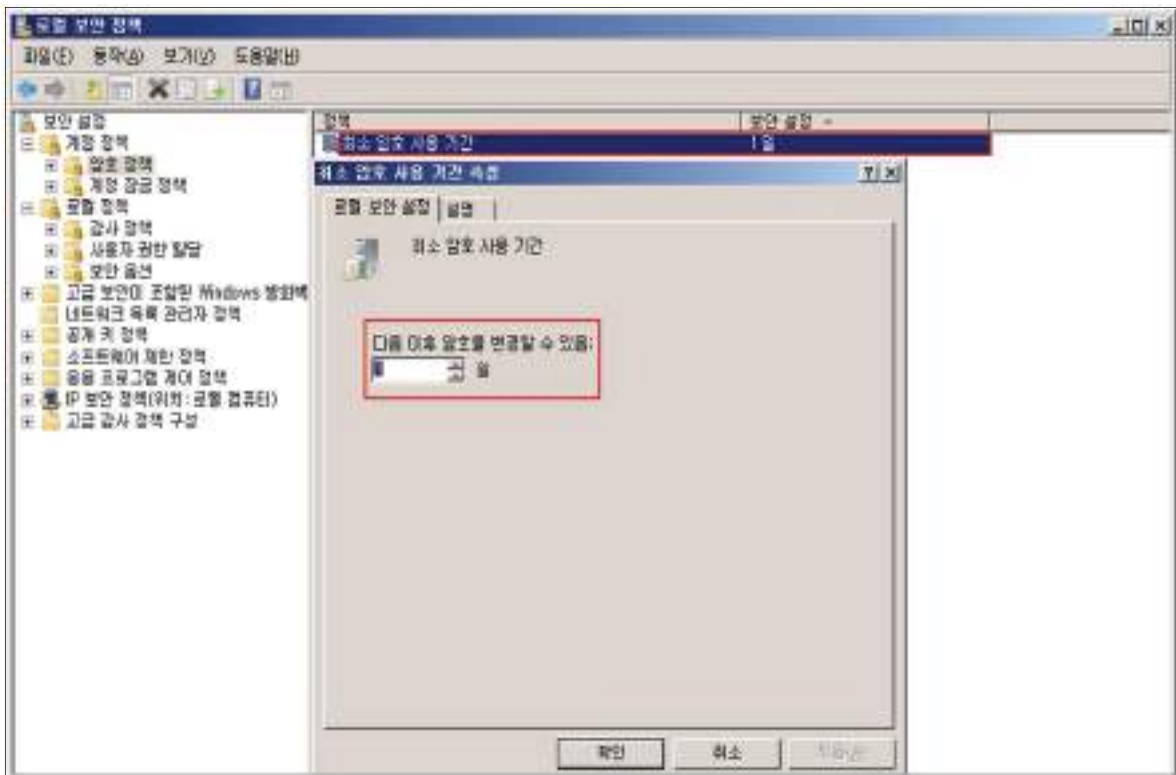 로컬 보안 정책
파일(F) 동작(A) 보기(V) 도움말(H)
보안 설정
계정 정책
암호 정책
계정 잠금 정책
로컬 정책
감사 정책
사용자 권한 할당
보안 옵션
고급 보안이 포함된 Windows 방화벽
네트워크 목록 관리자 정책
공개 키 정책
소프트웨어 제한 정책
응용 프로그램 제어 정책
IP 보안 정책(위치: 로컬 컴퓨터)
고급 감사 정책 구성
정책 보안 설정
최소 암호 사용 기간 1일
최소 암호 사용 기간 속성
로컬 보안 설정 설명
최소 암호 사용 기간
다음 이후 암호를 변경할 수 있음:
일
확인 취소